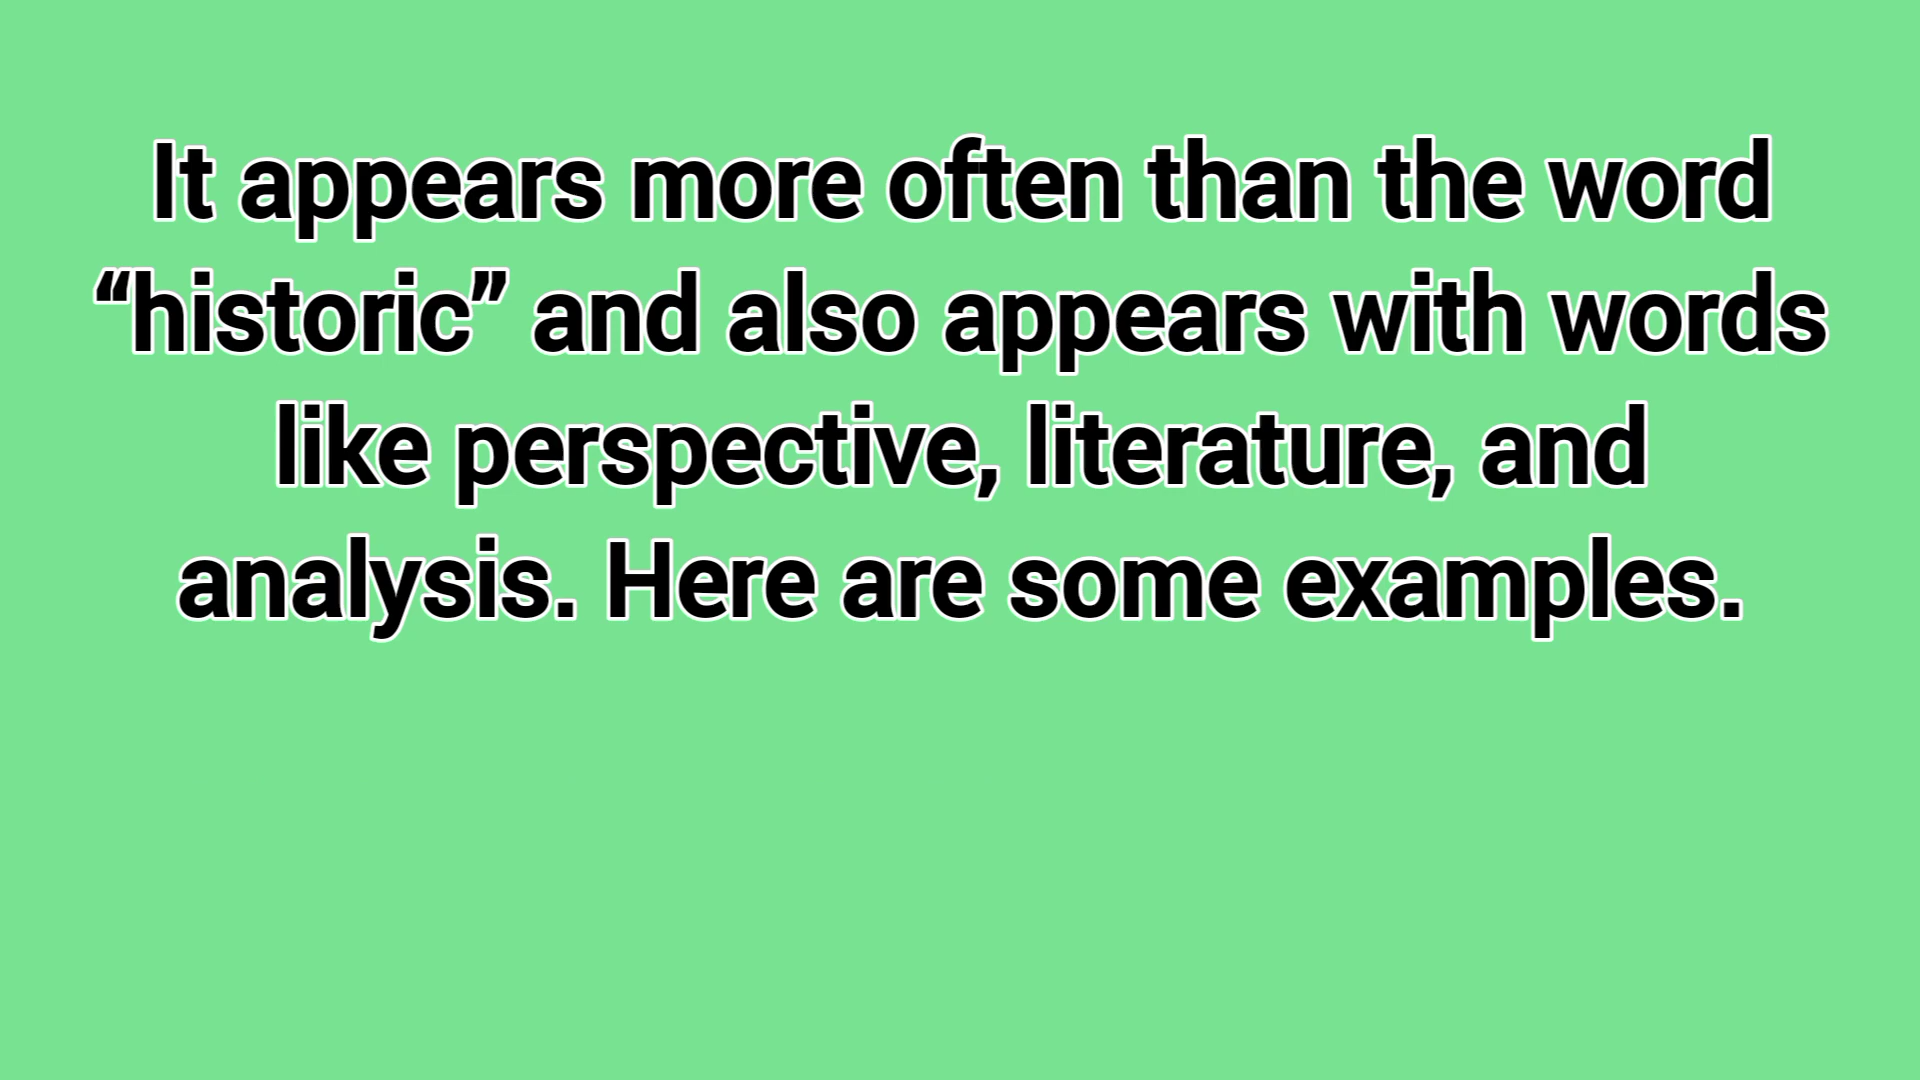 It appears more often than the word
“historic” and also appears with words
like perspective, literature, and
analysis. Here are some examples.